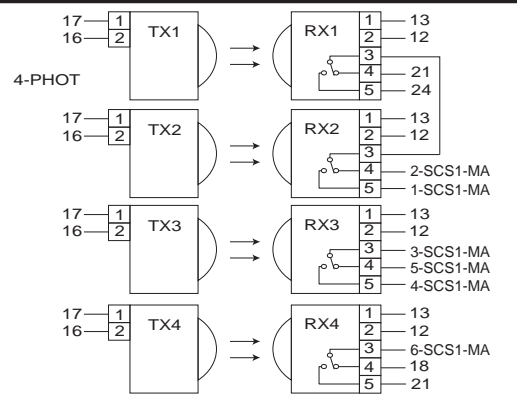 17 1 TX1 RX1 1 13
16 2 2 12
3
4-PHOT 4 21
5 24
17 1 TX2 RX2 1 13
16 2 2 12
3
4 2-SCS1-MA
5 1-SCS1-MA
17 1 TX3 RX3 1 13
16 2 2 12
3 3-SCS1-MA
4 5-SCS1-MA
5 4-SCS1-MA
17 1 TX4 RX4 1 13
16 2 2 12
3 6-SCS1-MA
4 18
5 21